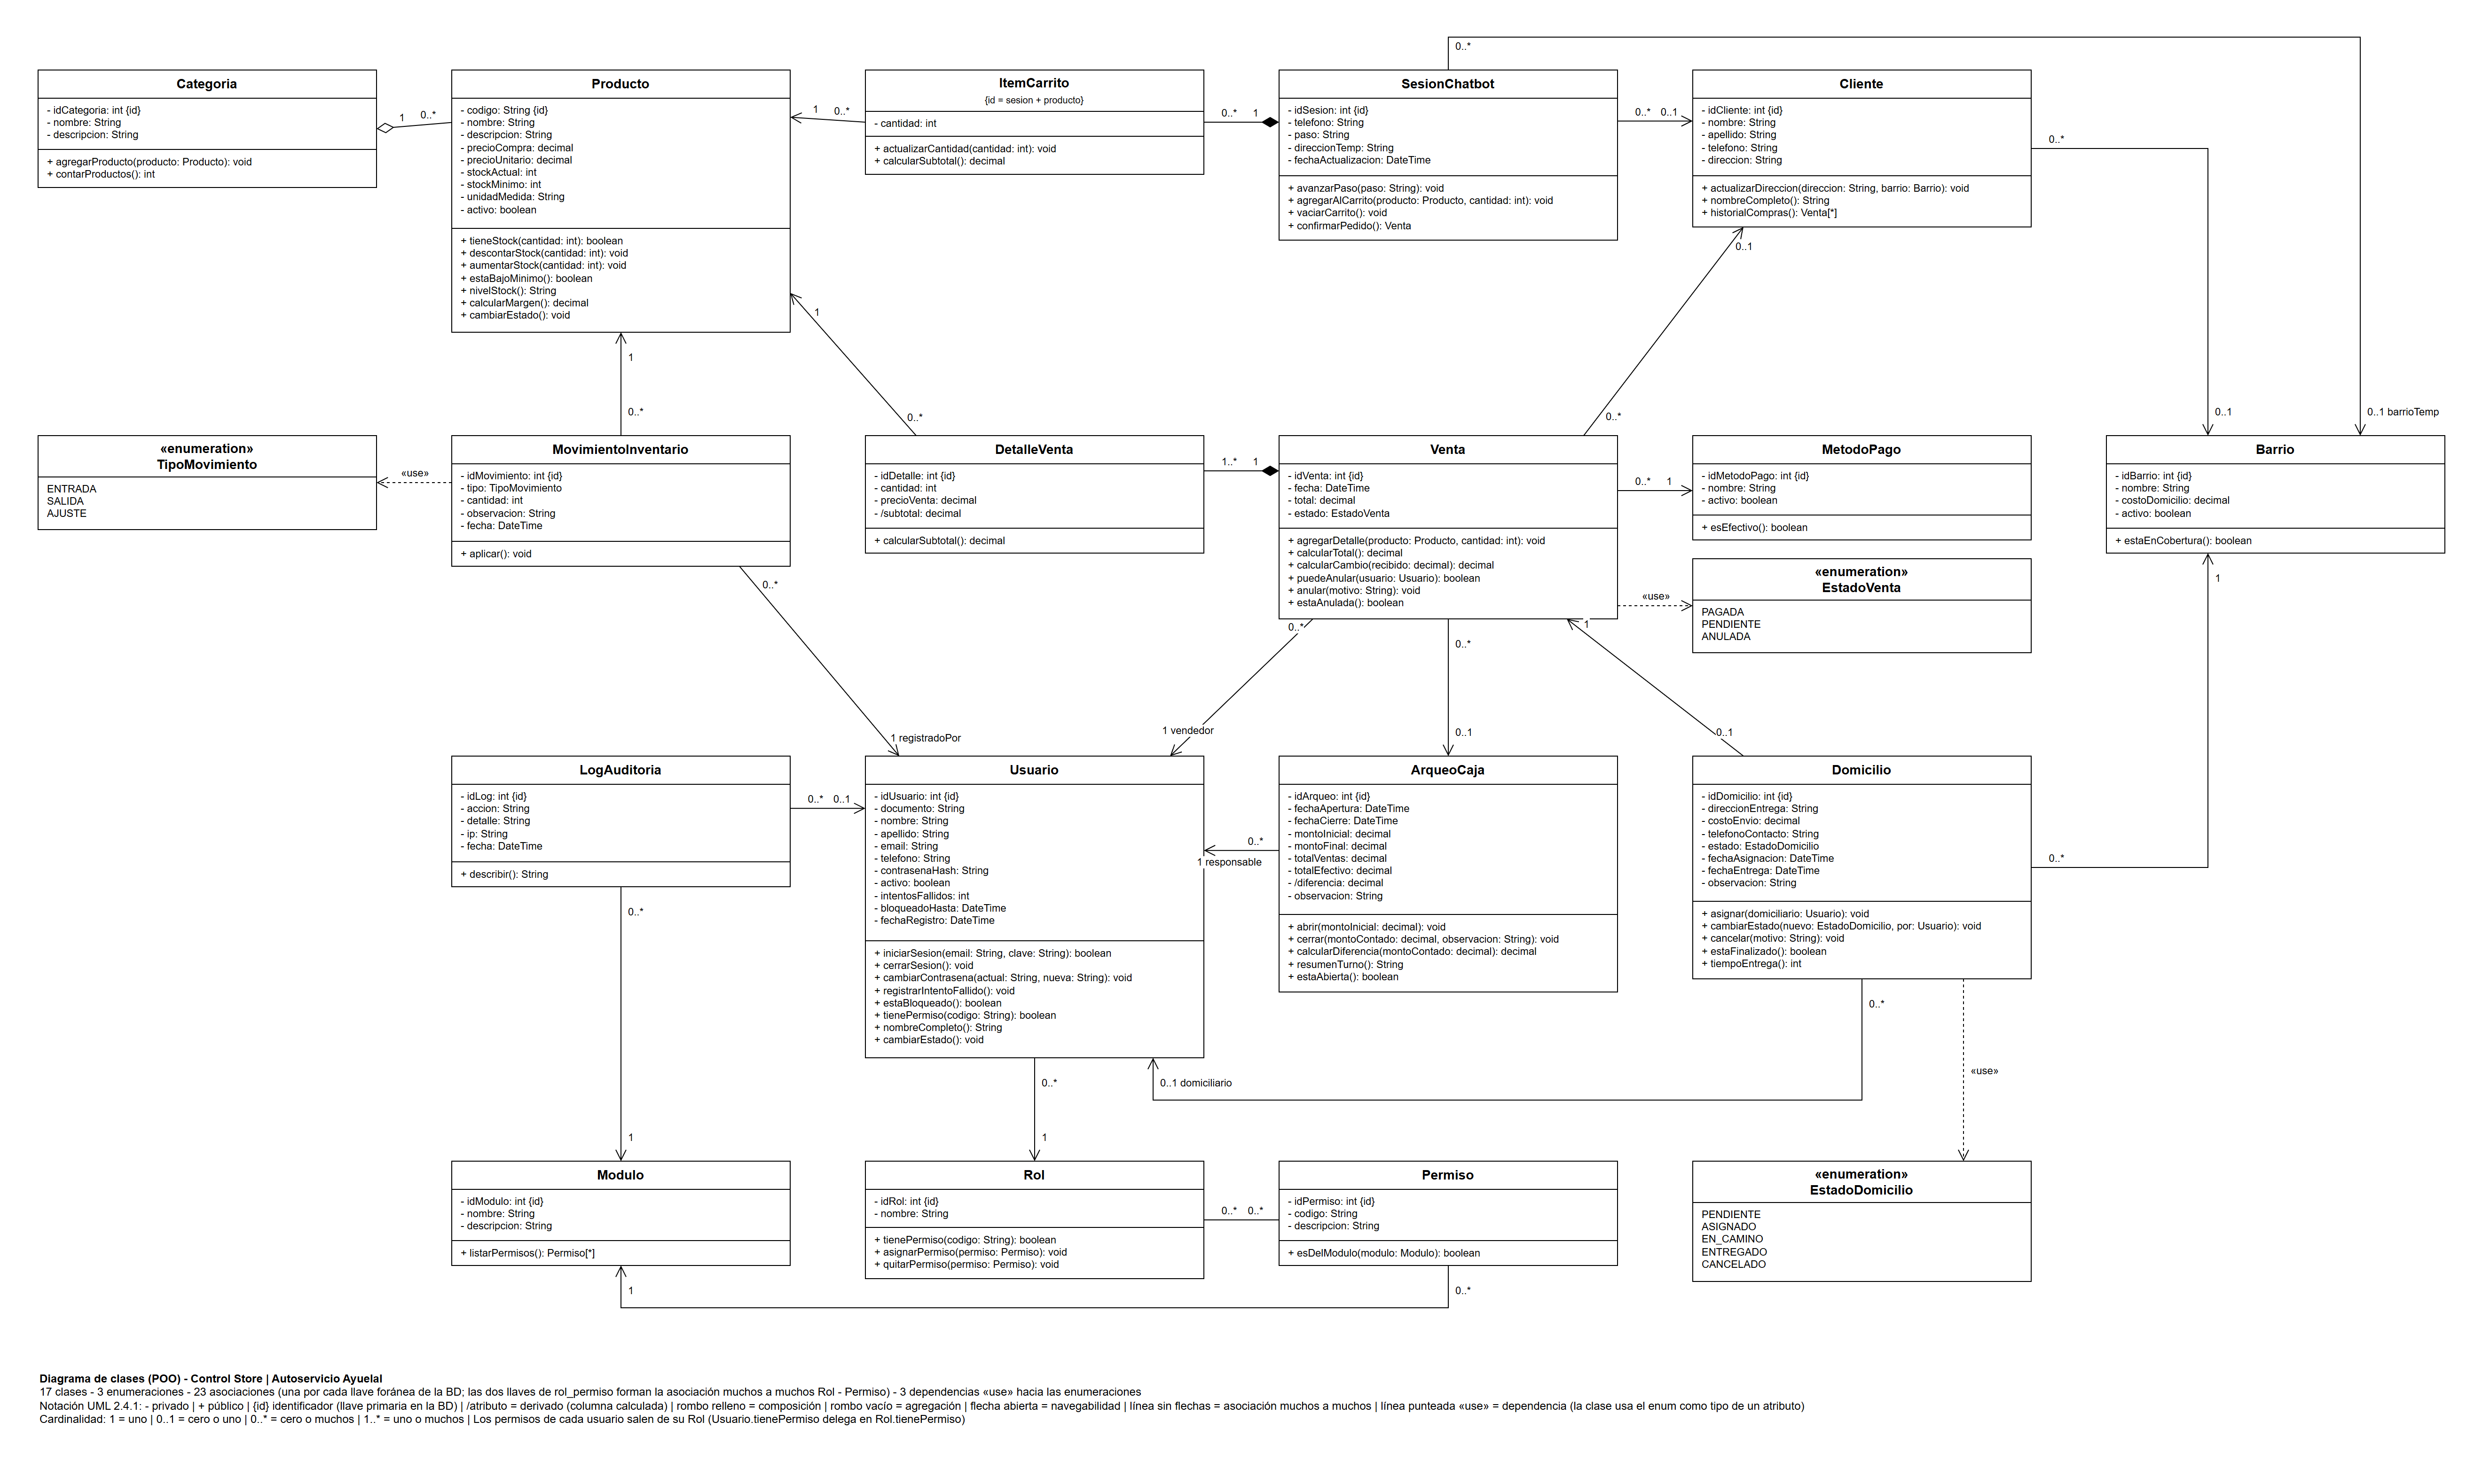 0..*
Categoria
- idCategoria: int {id}
- nombre: String
- descripcion: String
+ agregarProducto(producto: Producto): void
+ contarProductos(): int
1
0..*
Producto
- codigo: String {id}
- nombre: String
- descripcion: String
- precioCompra: decimal
- precioUnitario: decimal
- stockActual: int
- stockMinimo: int
- unidadMedida: String
- activo: boolean
+ tieneStock(cantidad: int): boolean
+ descontarStock(cantidad: int): void
+ aumentarStock(cantidad: int): void
+ estaBajoMinimo(): boolean
+ nivelStock(): String
+ calcularMargen(): decimal
+ cambiarEstado(): void
1
0..*
ItemCarrito
{id = sesion + producto}
- cantidad: int
+ actualizarCantidad(cantidad: int): void
+ calcularSubtotal(): decimal
0..*
1
SesionChatbot
- idSesion: int {id}
- telefono: String
- paso: String
- direccionTemp: String
- fechaActualizacion: DateTime
+ avanzarPaso(paso: String): void
+ agregarAlCarrito(producto: Producto, cantidad: int): void
+ vaciarCarrito(): void
+ confirmarPedido(): Venta
0..*
0..1
Cliente
- idCliente: int {id}
- nombre: String
- apellido: String
- telefono: String
- direccion: String
+ actualizarDireccion(direccion: String, barrio: Barrio): void
+ nombreCompleto(): String
+ historialCompras(): Venta[*]
0..*
0..1
1
1
0..*
0..*
0..*
0..1
0..1 barrioTemp
«enumeration»
TipoMovimiento
ENTRADA
SALIDA
AJUSTE
«use»
MovimientoInventario
- idMovimiento: int {id}
- tipo: TipoMovimiento
- cantidad: int
- observacion: String
- fecha: DateTime
+ aplicar(): void
DetalleVenta
- idDetalle: int {id}
- cantidad: int
- precioVenta: decimal
- /subtotal: decimal
+ calcularSubtotal(): decimal
1..*
1
Venta
- idVenta: int {id}
- fecha: DateTime
- total: decimal
- estado: EstadoVenta
+ agregarDetalle(producto: Producto, cantidad: int): void
+ calcularTotal(): decimal
+ calcularCambio(recibido: decimal): decimal
+ puedeAnular(usuario: Usuario): boolean
+ anular(motivo: String): void
+ estaAnulada(): boolean
0..*
1
MetodoPago
- idMetodoPago: int {id}
- nombre: String
- activo: boolean
+ esEfectivo(): boolean
Barrio
- idBarrio: int {id}
- nombre: String
- costoDomicilio: decimal
- activo: boolean
+ estaEnCobertura(): boolean
«use»
«enumeration»
EstadoVenta
PAGADA
PENDIENTE
ANULADA
0..*
0..*
0..*
1
1
1 registradoPor
1 vendedor
0..1
0..1
LogAuditoria
- idLog: int {id}
- accion: String
- detalle: String
- ip: String
- fecha: DateTime
+ describir(): String
0..*
0..1
Usuario
- idUsuario: int {id}
- documento: String
- nombre: String
- apellido: String
- email: String
- telefono: String
- contrasenaHash: String
- activo: boolean
- intentosFallidos: int
- bloqueadoHasta: DateTime
- fechaRegistro: DateTime
+ iniciarSesion(email: String, clave: String): boolean
+ cerrarSesion(): void
+ cambiarContrasena(actual: String, nueva: String): void
+ registrarIntentoFallido(): void
+ estaBloqueado(): boolean
+ tienePermiso(codigo: String): boolean
+ nombreCompleto(): String
+ cambiarEstado(): void
0..*
1 responsable
ArqueoCaja
- idArqueo: int {id}
- fechaApertura: DateTime
- fechaCierre: DateTime
- montoInicial: decimal
- montoFinal: decimal
- totalVentas: decimal
- totalEfectivo: decimal
- /diferencia: decimal
- observacion: String
+ abrir(montoInicial: decimal): void
+ cerrar(montoContado: decimal, observacion: String): void
+ calcularDiferencia(montoContado: decimal): decimal
+ resumenTurno(): String
+ estaAbierta(): boolean
Domicilio
- idDomicilio: int {id}
- direccionEntrega: String
- costoEnvio: decimal
- telefonoContacto: String
- estado: EstadoDomicilio
- fechaAsignacion: DateTime
- fechaEntrega: DateTime
- observacion: String
+ asignar(domiciliario: Usuario): void
+ cambiarEstado(nuevo: EstadoDomicilio, por: Usuario): void
+ cancelar(motivo: String): void
+ estaFinalizado(): boolean
+ tiempoEntrega(): int
0..*
0..*
0..*
0..*
0..1 domiciliario
«use»
1
1
Modulo
- idModulo: int {id}
- nombre: String
- descripcion: String
+ listarPermisos(): Permiso[*]
Rol
- idRol: int {id}
- nombre: String
+ tienePermiso(codigo: String): boolean
+ asignarPermiso(permiso: Permiso): void
+ quitarPermiso(permiso: Permiso): void
0..*
0..*
Permiso
- idPermiso: int {id}
- codigo: String
- descripcion: String
+ esDelModulo(modulo: Modulo): boolean
«enumeration»
EstadoDomicilio
PENDIENTE
ASIGNADO
EN_CAMINO
ENTREGADO
CANCELADO
1
0..*
Diagrama de clases (POO) - Control Store | Autoservicio Ayuelal
17 clases - 3 enumeraciones - 23 asociaciones (una por cada llave foránea de la BD; las dos llaves de rol_permiso forman la asociación muchos a muchos Rol - Permiso) - 3 dependencias «use» hacia las enumeraciones
Notación UML 2.4.1: - privado | + público | {id} identificador (llave primaria en la BD) | /atributo = derivado (columna calculada) | rombo relleno = composición | rombo vacío = agregación | flecha abierta = navegabilidad | línea sin flechas = asociación muchos a muchos | línea punteada «use» = dependencia (la clase usa el enum como tipo de un atributo)
Cardinalidad: 1 = uno | 0..1 = cero o uno | 0..* = cero o muchos | 1..* = uno o muchos | Los permisos de cada usuario salen de su Rol (Usuario.tienePermiso delega en Rol.tienePermiso)